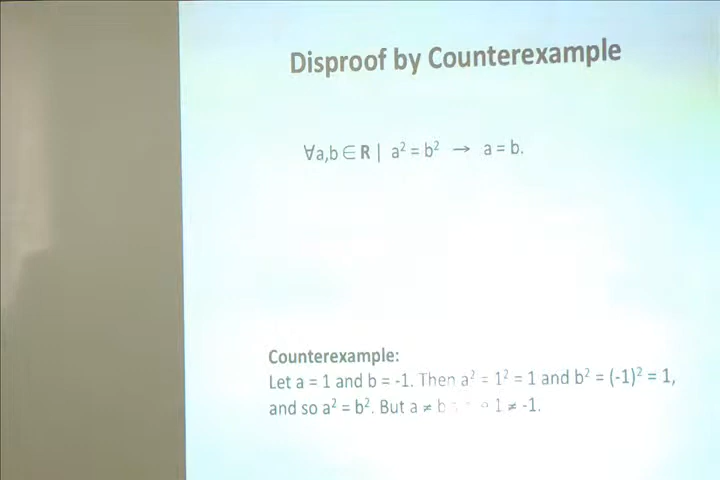 Disproof by Counterexample
∀a,b ∈ R | a² = b² → a = b.
Counterexample:
Let a = 1 and b = -1. Then a² = 1² = 1 and b² = (-1)² = 1,
and so a² = b². But a ≠ b 1 ≠ -1.